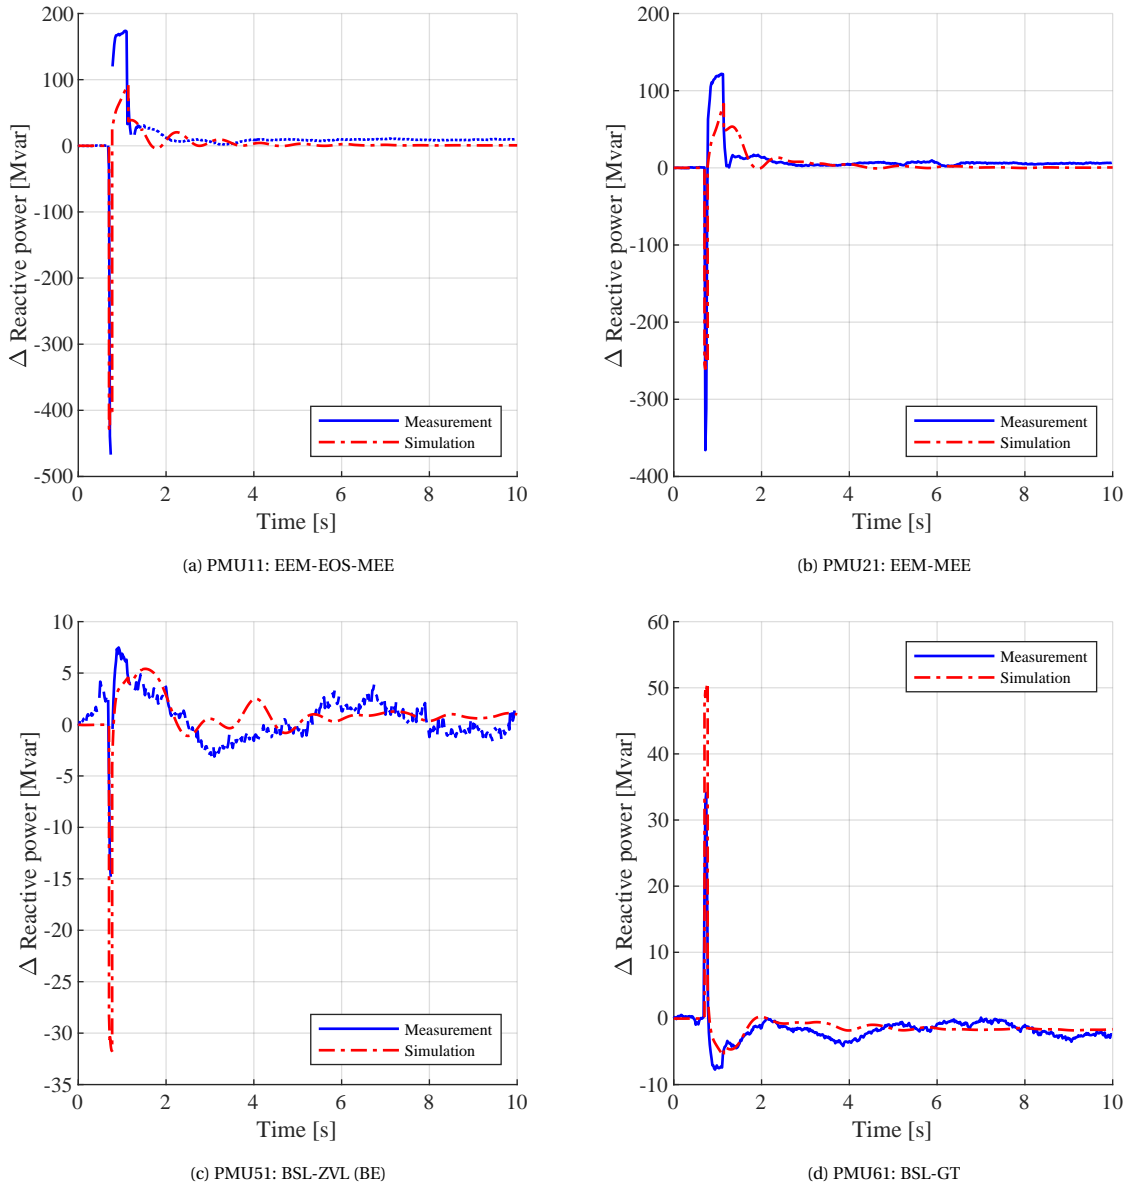 200
100
0
-100
-200
-300
-400
-500
Δ Reactive power [Mvar]
Measurement
Simulation
0 2 4 6 8 10
Time [s]
(a) PMU11: EEM-EOS-MEE
200
100
0
-100
-200
-300
-400
Δ Reactive power [Mvar]
Measurement
Simulation
0 2 4 6 8 10
Time [s]
(b) PMU21: EEM-MEE
10
5
0
-5
-10
-15
-20
-25
-30
-35
Δ Reactive power [Mvar]
Measurement
Simulation
0 2 4 6 8 10
Time [s]
(c) PMU51: BSL-ZVL (BE)
60
50
40
30
20
10
0
-10
Δ Reactive power [Mvar]
Measurement
Simulation
0 2 4 6 8 10
Time [s]
(d) PMU61: BSL-GT